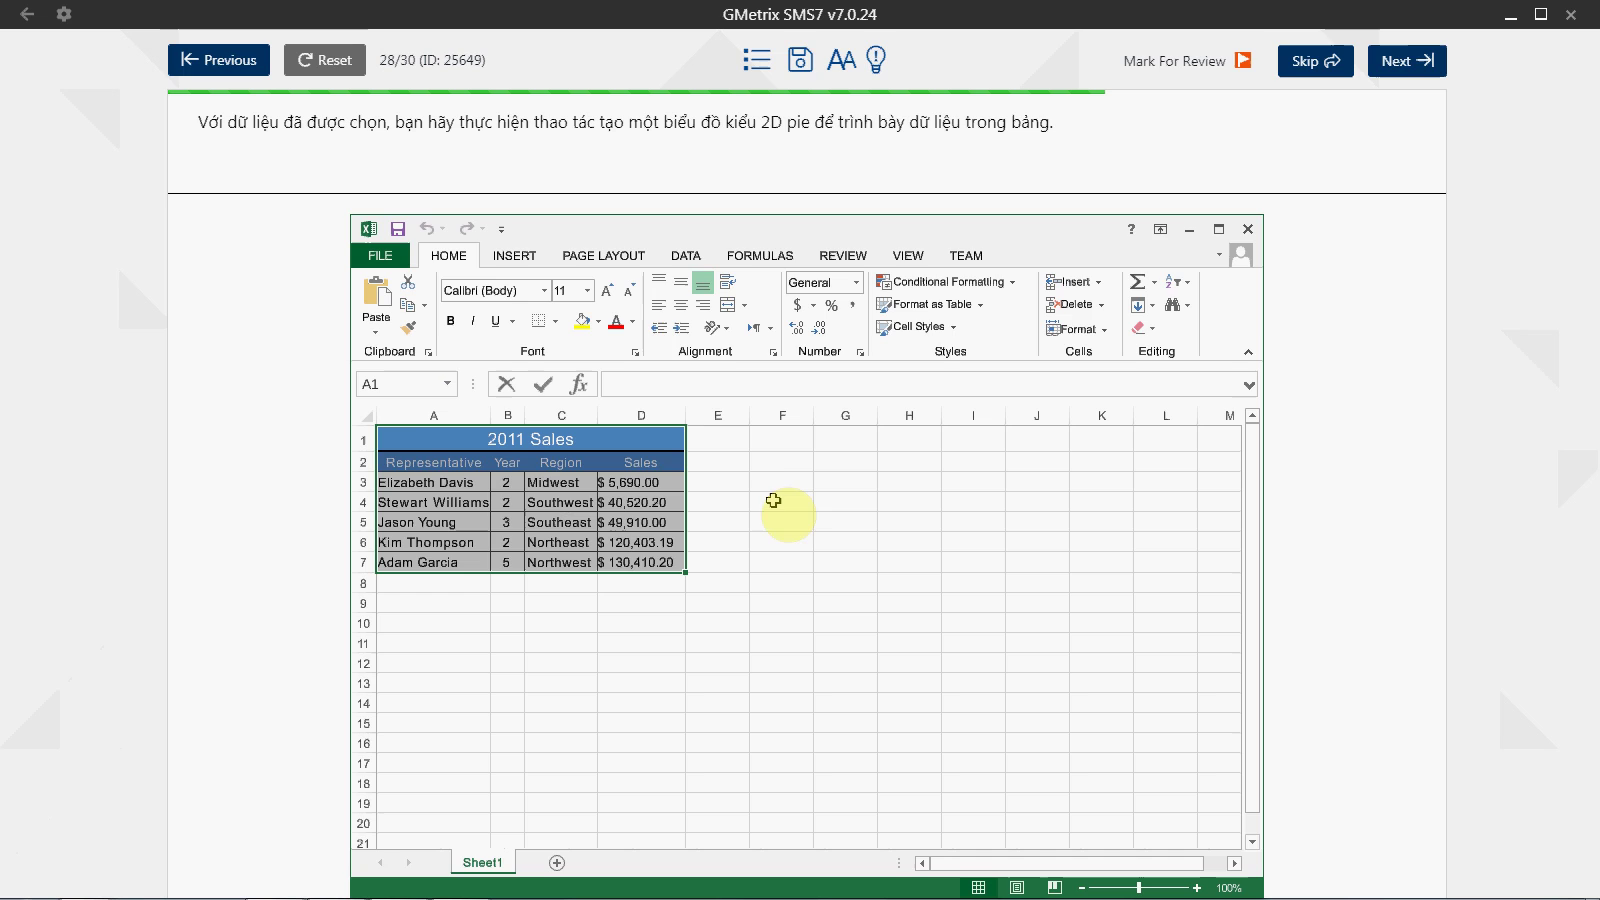 GMetrix SMS7 v7.0.24
Previous Reset 28/30 (ID: 25649) AA Mark For Review Skip Next
Với dữ liệu đã được chọn, bạn hãy thực hiện thao tác tạo một biểu đồ kiểu 2D pie để trình bày dữ liệu trong bảng.
?
FILE HOME INSERT PAGE LAYOUT DATA FORMULAS REVIEW VIEW TEAM
Paste Calibri (Body) 11 A A General Conditional Formatting Insert
B I U A $ % , Format as Table Delete
Cell Styles Format
Clipboard Font Alignment Number Styles Cells Editing
A1 fx
A B C D E F G H I J K L M
1 2011 Sales
2 Representative Year Region Sales
3 Elizabeth Davis 2 Midwest $ 5,690.00
4 Stewart Williams 2 Southwest $ 40,520.20
5 Jason Young 3 Southeast $ 49,910.00
6 Kim Thompson 2 Northeast $ 120,403.19
7 Adam Garcia 5 Northwest $ 130,410.20
8
9
10
11
12
13
14
15
16
17
18
19
20
21
Sheet1
100%